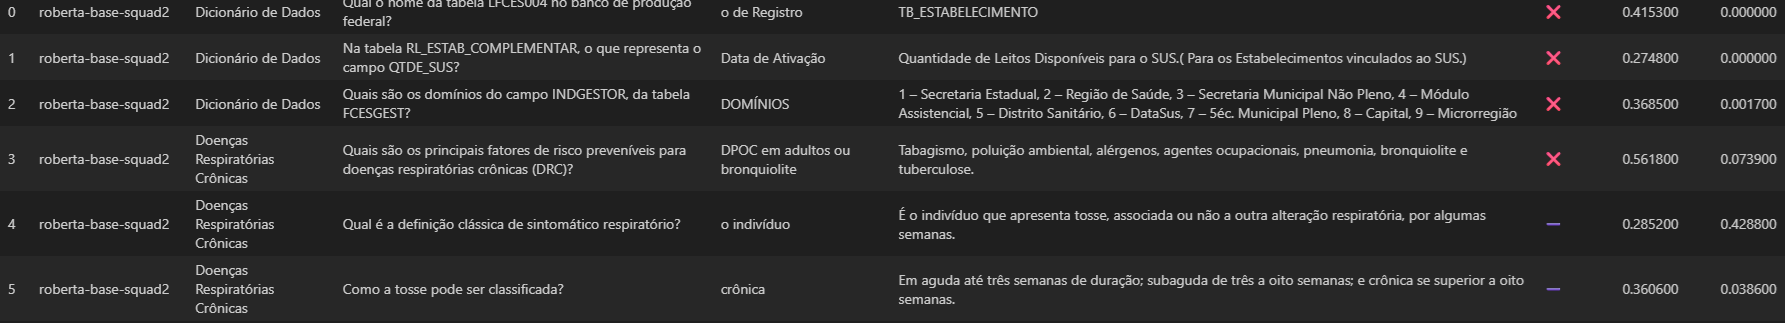 0 roberta-base-squad2 Dicionário de Dados Qual o nome da tabela LFCES004 no banco de produção federal? o de Registro TB_ESTABELECIMENTO ❌ 0.415300 0.000000
1 roberta-base-squad2 Dicionário de Dados Na tabela RL_ESTAB_COMPLEMENTAR, o que representa o campo QTDE_SUS? Data de Ativação Quantidade de Leitos Disponíveis para o SUS.( Para os Estabelecimentos vinculados ao SUS.) ❌ 0.274800 0.000000
2 roberta-base-squad2 Dicionário de Dados Quais são os domínios do campo INDGESTOR, da tabela FCESGEST? DOMÍNIOS 1 – Secretaria Estadual, 2 – Região de Saúde, 3 – Secretaria Municipal Não Pleno, 4 – Módulo Assistencial, 5 – Distrito Sanitário, 6 – DataSus, 7 – 5éc. Municipal Pleno, 8 – Capital, 9 – Microrregião ❌ 0.368500 0.001700
3 roberta-base-squad2 Doenças Respiratórias Crônicas Quais são os principais fatores de risco preveníveis para doenças respiratórias crônicas (DRC)? DPOC em adultos ou bronquiolite Tabagismo, poluição ambiental, alérgenos, agentes ocupacionais, pneumonia, bronquiolite e tuberculose. ❌ 0.561800 0.073900
4 roberta-base-squad2 Doenças Respiratórias Crônicas Qual é a definição clássica de sintomático respiratório? o indivíduo É o indivíduo que apresenta tosse, associada ou não a outra alteração respiratória, por algumas semanas. ➖ 0.285200 0.428800
5 roberta-base-squad2 Doenças Respiratórias Crônicas Como a tosse pode ser classificada? crônica Em aguda até três semanas de duração; subaguda de três a oito semanas; e crônica se superior a oito semanas. ➖ 0.360600 0.038600